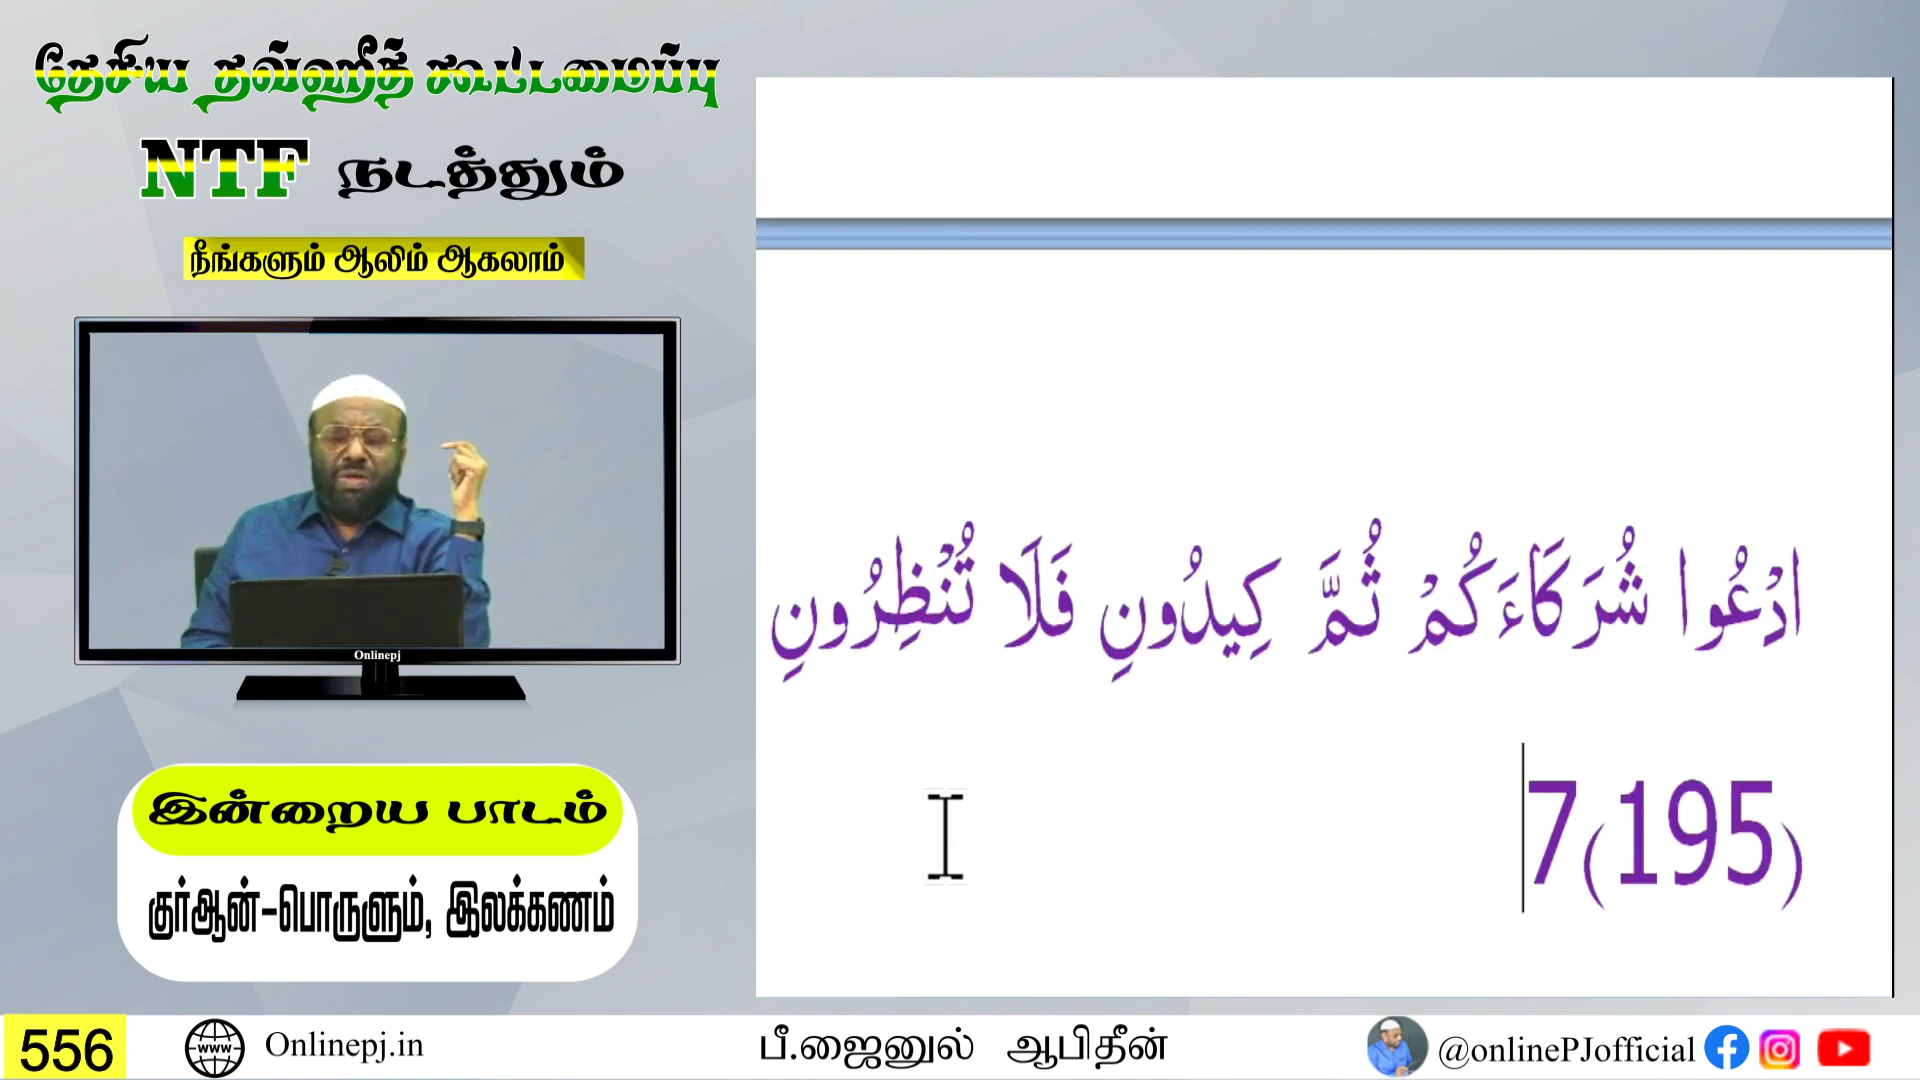 தேசிய தவ்ஹீத் கூட்டமைப்பு
NTF நடத்தும்
நீங்களும் ஆலிம் ஆகலாம்
Onlinepj
இன்றைய பாடம்
குர்ஆன்-பொருளும், இலக்கணம்
ادْعُوا شُرَكَاءَكُمْ ثُمَّ كِيدُونِ فَلَا تُنْظِرُونِ
7(195)
556
www
Onlinepj.in
பீ.ஜைனுல் ஆபிதீன்
@onlinePJofficial